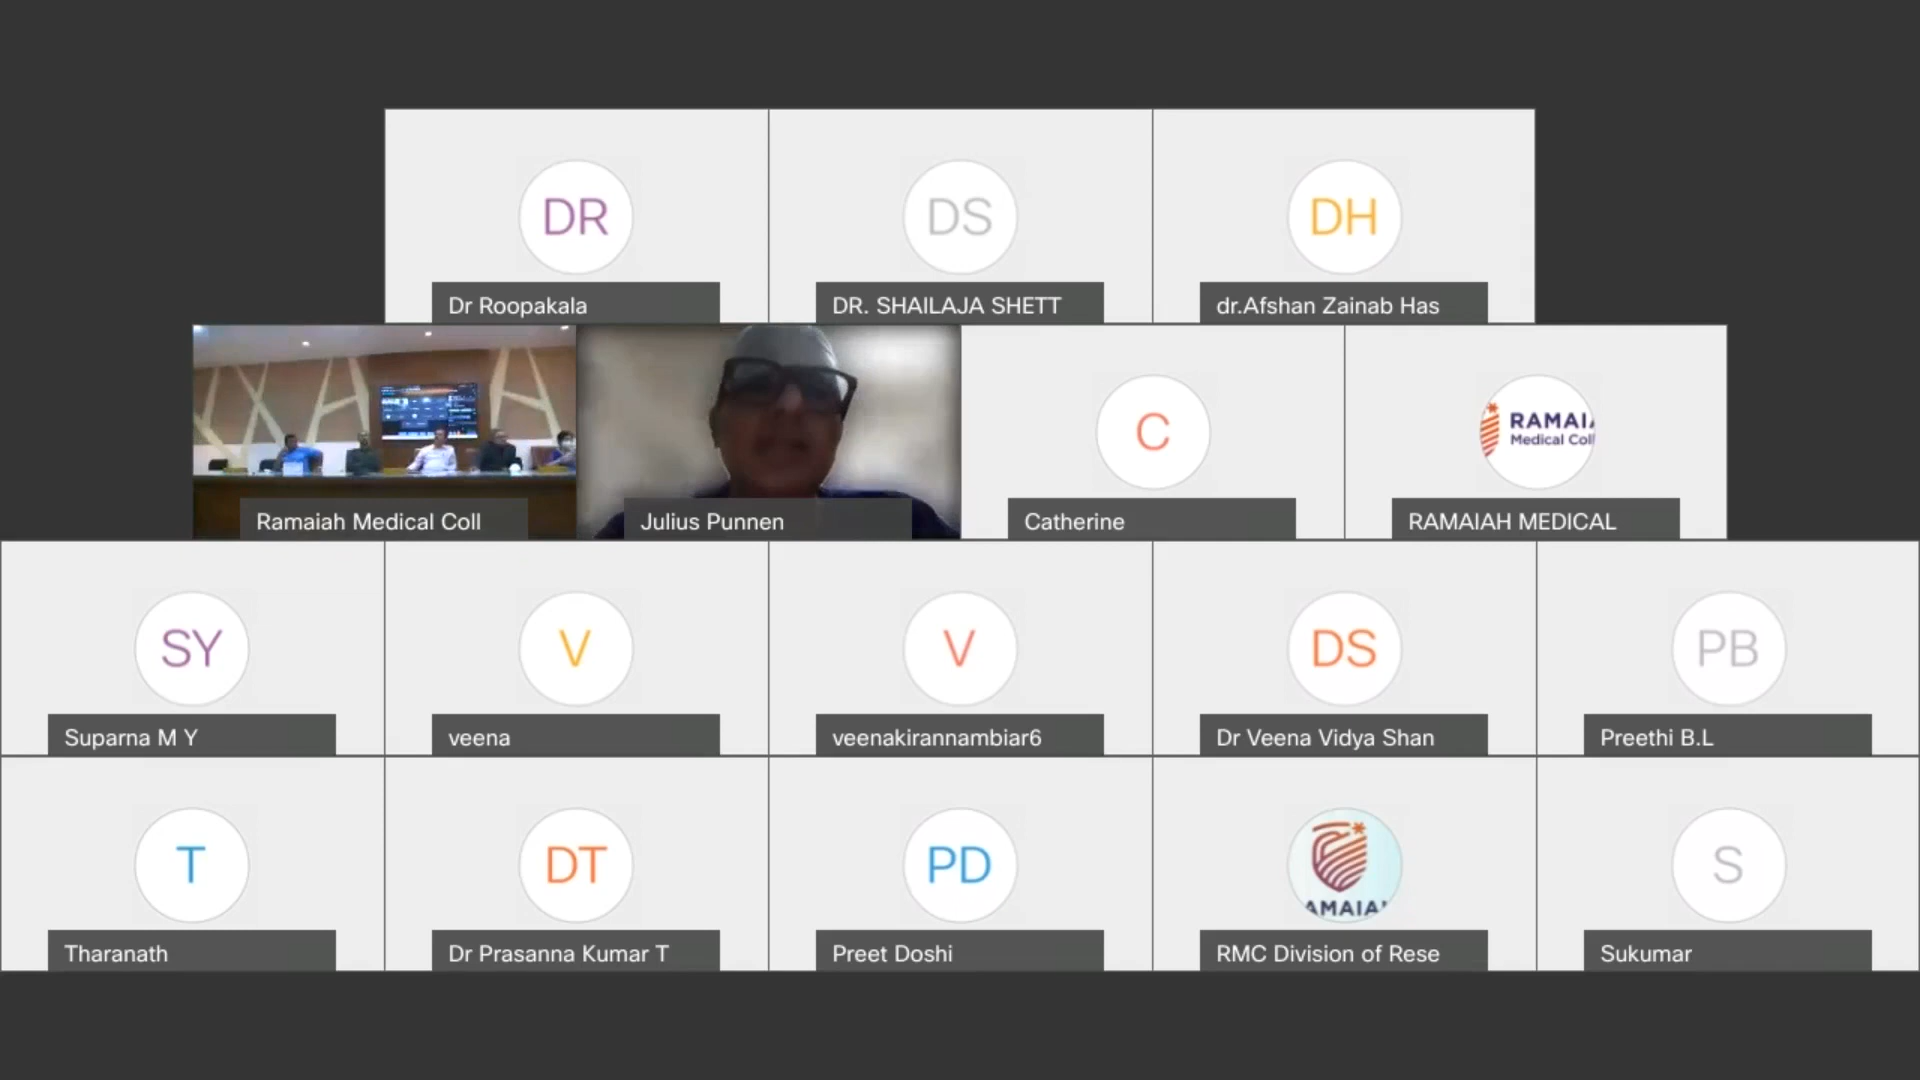 DR
DS
DH
Dr Roopakala
DR. SHAILAJA SHETT
dr.Afshan Zainab Has
C
RAMAIA
Medical Coll
Ramaiah Medical Coll
Julius Punnen
Catherine
RAMAIAH MEDICAL
SY
V
V
DS
PB
Suparna M Y
veena
veenakirannambiar6
Dr Veena Vidya Shan
Preethi B.L
T
DT
PD
AMAIA
S
Tharanath
Dr Prasanna Kumar T
Preet Doshi
RMC Division of Rese
Sukumar